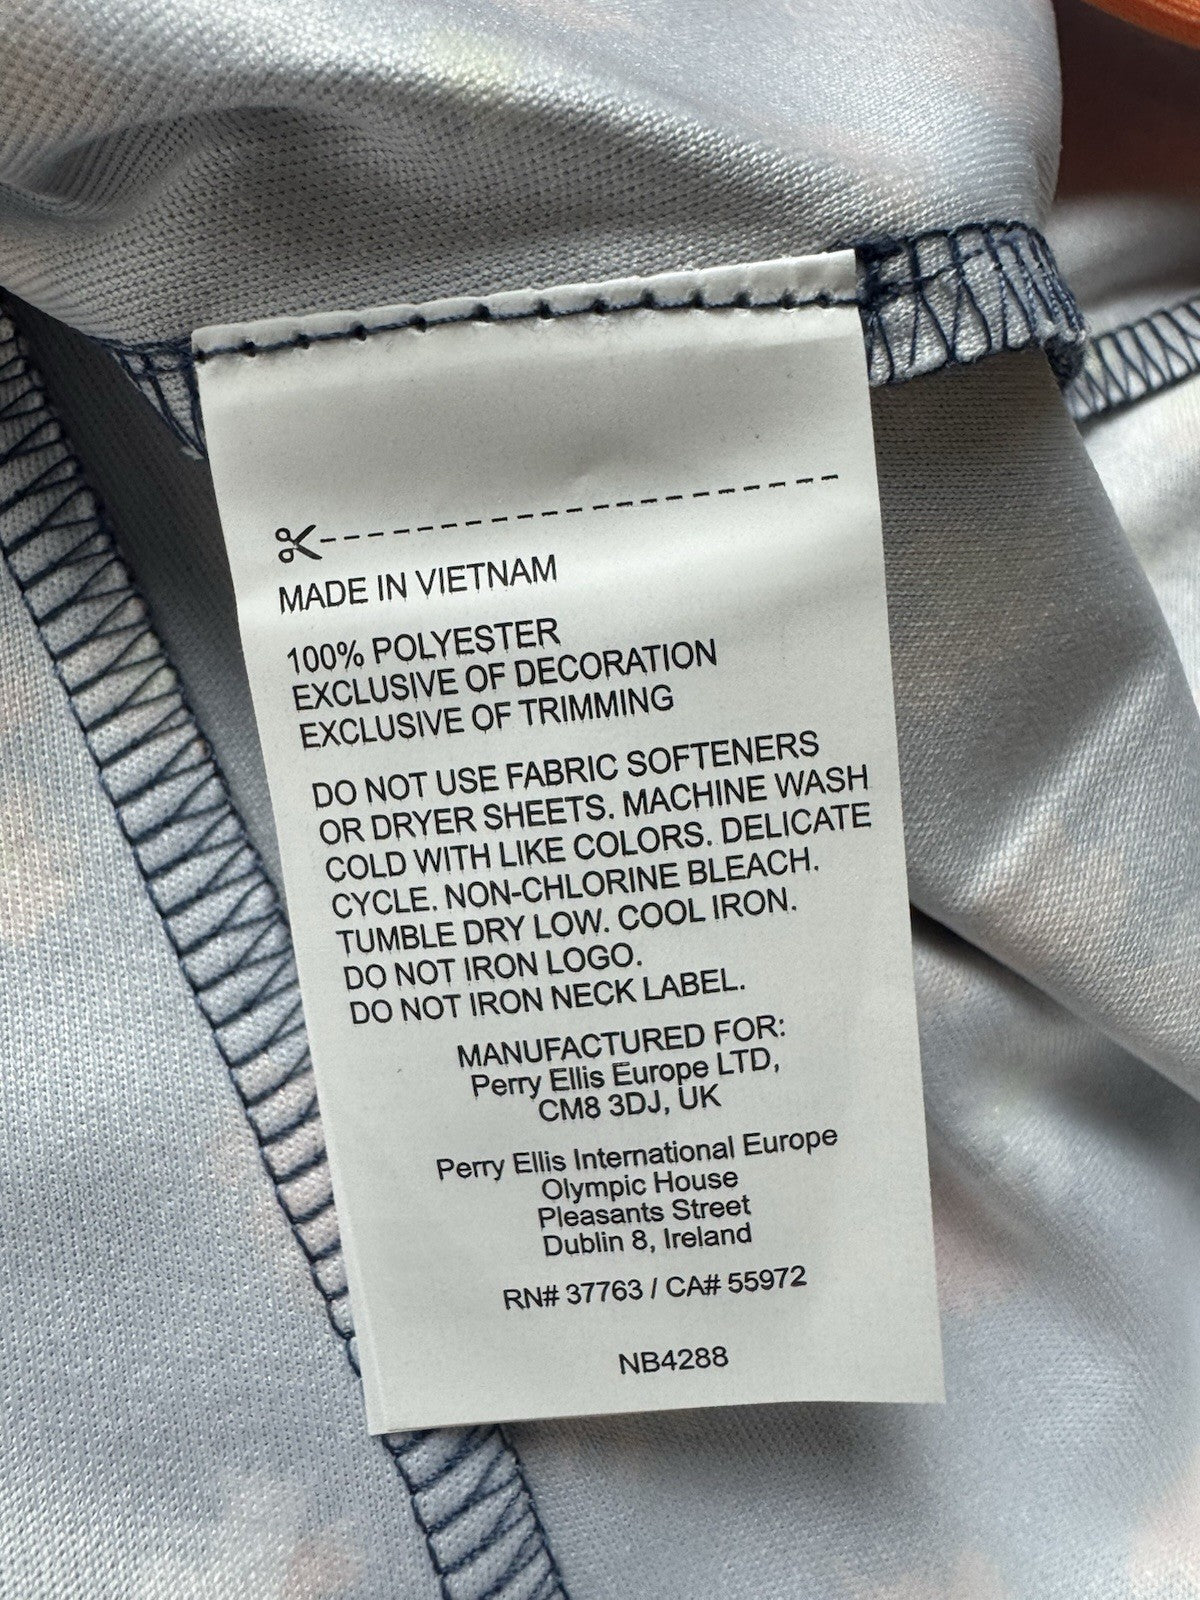 MADE IN VIETNAM
100% POLYESTER
EXCLUSIVE OF DECORATION
EXCLUSIVE OF TRIMMING
DO NOT USE FABRIC SOFTENERS
OR DRYER SHEETS. MACHINE WASH
COLD WITH LIKE COLORS. DELICATE
CYCLE. NON-CHLORINE BLEACH.
TUMBLE DRY LOW. COOL IRON.
DO NOT IRON LOGO.
DO NOT IRON NECK LABEL.
MANUFACTURED FOR:
Perry Ellis Europe LTD,
CM8 3DJ, UK
Perry Ellis International Europe
Olympic House
Pleasants Street
Dublin 8, Ireland
RN# 37763 / CA# 55972
NB4288